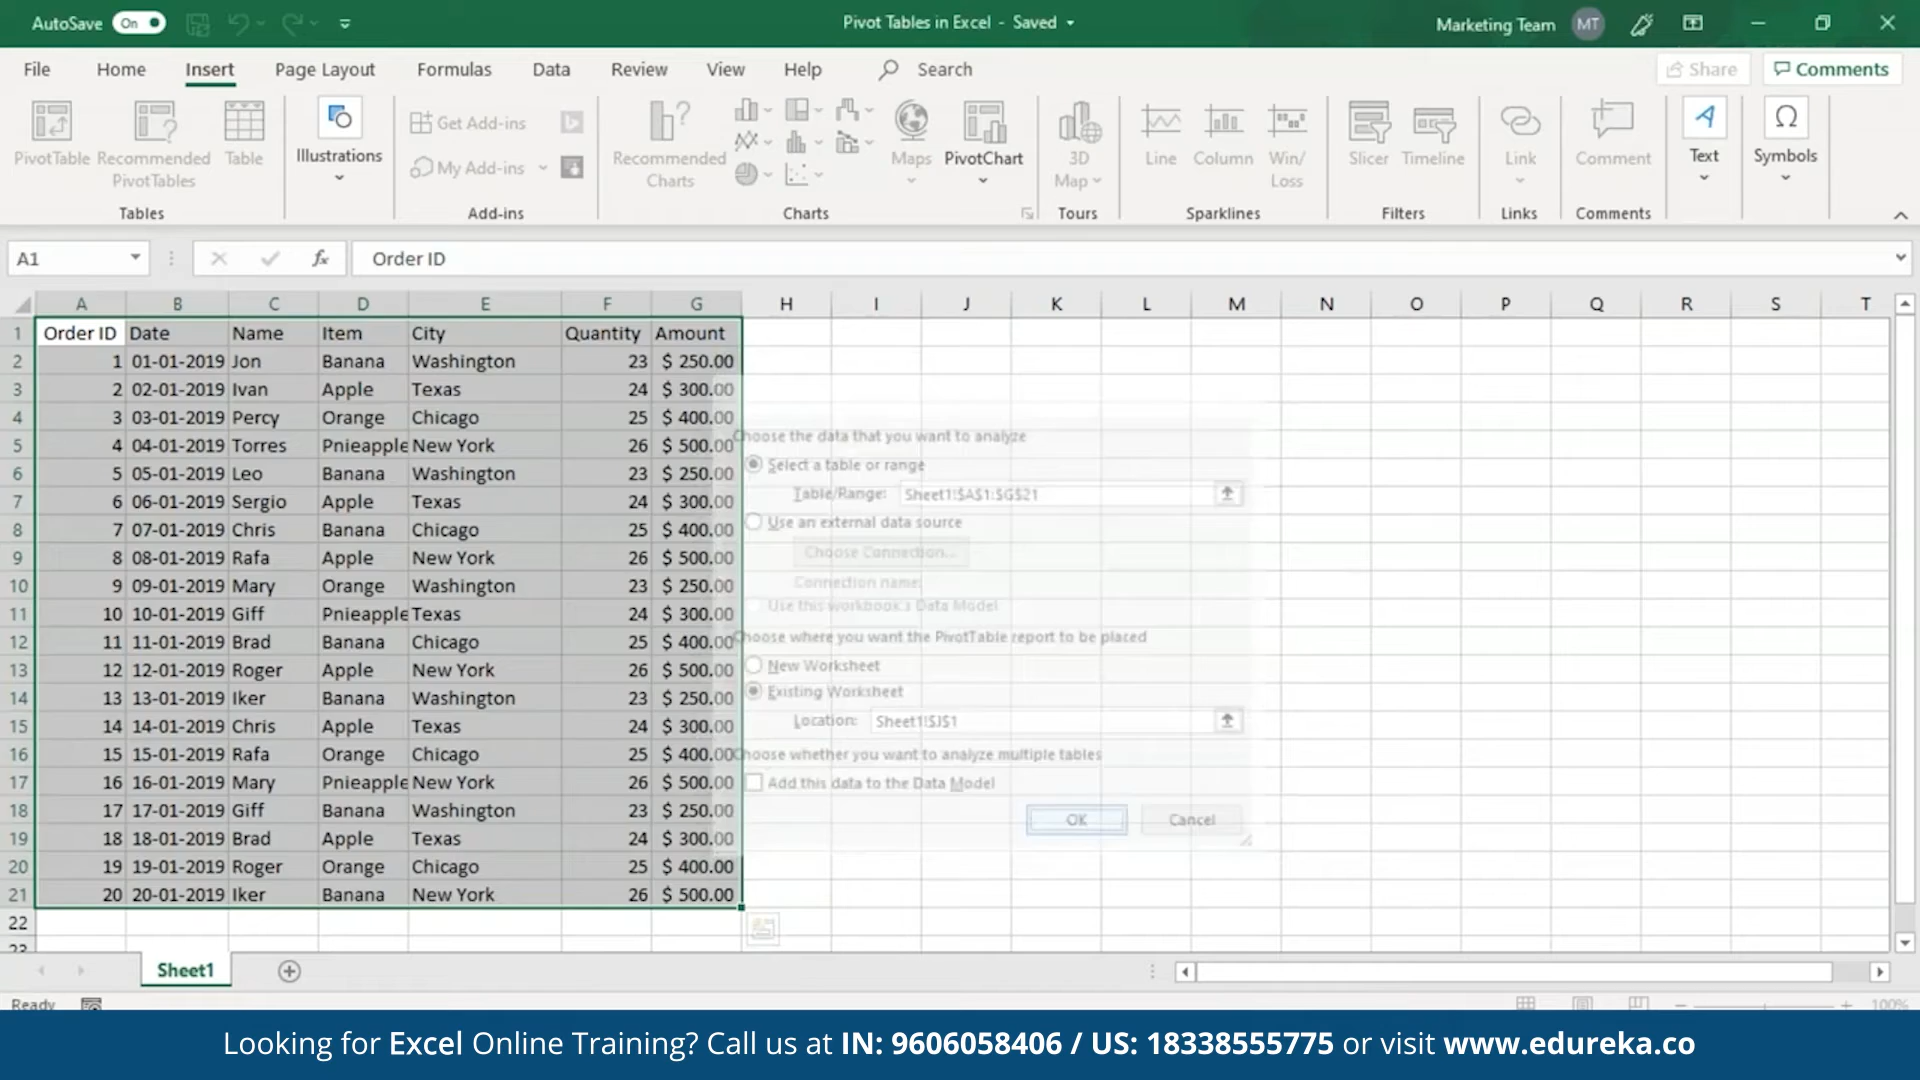 AutoSave On Pivot Tables in Excel - Saved Marketing Team MT
File Home Insert Page Layout Formulas Data Review View Help Search Share Comments
PivotTable Recommended PivotTables Table Illustrations Get Add-ins My Add-ins Recommended Charts Maps PivotChart 3D Map Line Column Win/Loss Slicer Timeline Link Comment Text Symbols
Tables Add-ins Charts Tours Sparklines Filters Links Comments
A1 fx Order ID
A B C D E F G H I J K L M N O P Q R S T
1 Order ID Date Name Item City Quantity Amount
2 1 01-01-2019 Jon Banana Washington 23 $ 250.00
3 2 02-01-2019 Ivan Apple Texas 24 $ 300.00
4 3 03-01-2019 Percy Orange Chicago 25 $ 400.00
5 4 04-01-2019 Torres Pnieapple New York 26 $ 500.00
6 5 05-01-2019 Leo Banana Washington 23 $ 250.00
7 6 06-01-2019 Sergio Apple Texas 24 $ 300.00
8 7 07-01-2019 Chris Banana Chicago 25 $ 400.00
9 8 08-01-2019 Rafa Apple New York 26 $ 500.00
10 9 09-01-2019 Mary Orange Washington 23 $ 250.00
11 10 10-01-2019 Giff Pnieapple Texas 24 $ 300.00
12 11 11-01-2019 Brad Banana Chicago 25 $ 400.00
13 12 12-01-2019 Roger Apple New York 26 $ 500.00
14 13 13-01-2019 Iker Banana Washington 23 $ 250.00
15 14 14-01-2019 Chris Apple Texas 24 $ 300.00
16 15 15-01-2019 Rafa Orange Chicago 25 $ 400.00
17 16 16-01-2019 Mary Pnieapple New York 26 $ 500.00
18 17 17-01-2019 Giff Banana Washington 23 $ 250.00
19 18 18-01-2019 Brad Apple Texas 24 $ 300.00
20 19 19-01-2019 Roger Orange Chicago 25 $ 400.00
21 20 20-01-2019 Iker Banana New York 26 $ 500.00
22
23
Choose the data that you want to analyze
Select a table or range
Table/Range: Sheet1!$A$1:$G$21
Use an external data source
Choose Connection...
Connection name:
Use this workbook's Data Model
Choose where you want the PivotTable report to be placed
New Worksheet
Existing Worksheet
Location: Sheet1!$J$1
Choose whether you want to analyze multiple tables
Add this data to the Data Model
OK Cancel
Sheet1
Ready 100%
Looking for Excel Online Training? Call us at IN: 9606058406 / US: 18338555775 or visit www.edureka.co